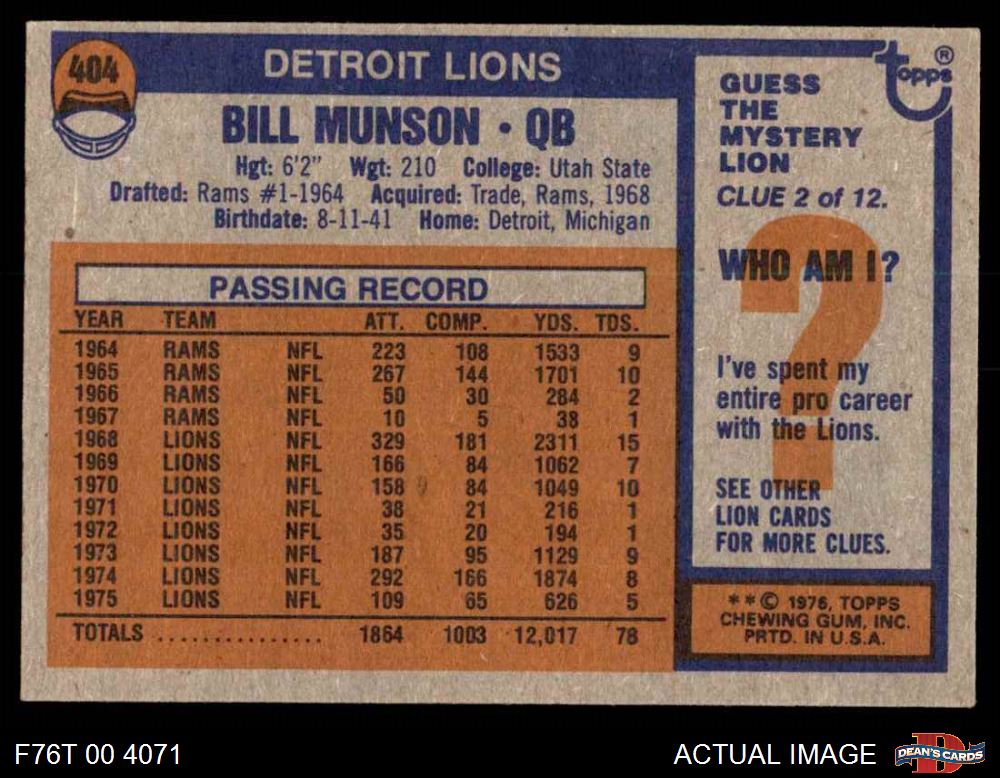 404
DETROIT LIONS
BILL MUNSON • QB
Hgt: 6'2" Wgt: 210 College: Utah State
Drafted: Rams #1-1964 Acquired: Trade, Rams, 1968
Birthdate: 8-11-41 Home: Detroit, Michigan
PASSING RECORD
YEAR TEAM ATT. COMP. YDS. TDS.
1964 RAMS NFL 223 108 1533 9
1965 RAMS NFL 267 144 1701 10
1966 RAMS NFL 50 30 284 2
1967 RAMS NFL 10 5 38 1
1968 LIONS NFL 329 181 2311 15
1969 LIONS NFL 166 84 1062 7
1970 LIONS NFL 158 84 1049 10
1971 LIONS NFL 38 21 216 1
1972 LIONS NFL 35 20 194 1
1973 LIONS NFL 187 95 1129 9
1974 LIONS NFL 292 166 1874 8
1975 LIONS NFL 109 65 626 5
TOTALS ................ 1864 1003 12,017 78
topps ®
GUESS
THE
MYSTERY
LION
CLUE 2 of 12.
?
WHO AM I?
I've spent my
entire pro career
with the Lions.
SEE OTHER
LION CARDS
FOR MORE CLUES.
**© 1976, TOPPS
CHEWING GUM, INC.
PRTD. IN U.S.A.
F76T 00 4071
ACTUAL IMAGE
D
DEAN'S CARDS